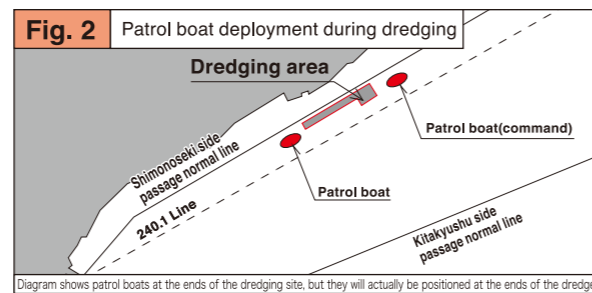 Fig. 2
Patrol boat deployment during dredging
Dredging area
Patrol boat(command)
Shimonoseki side
passage normal line
Patrol boat
240.1 Line
Kitakyushu side
passage normal line
Diagram shows patrol boats at the ends of the dredging site, but they will actually be positioned at the ends of the dredge